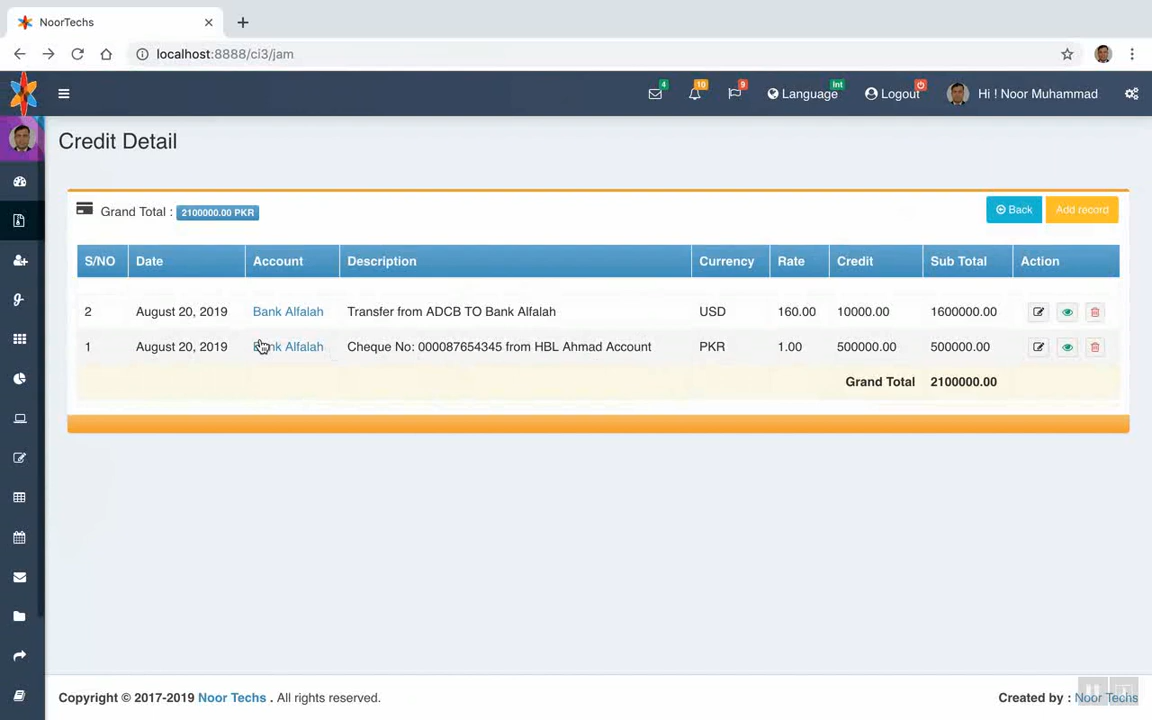 NoorTechs
localhost:8888/ci3/jam
4 10 9 Language Int Logout Hi ! Noor Muhammad
Credit Detail
Grand Total : 2100000.00 PKR Back Add record
S/NO Date Account Description Currency Rate Credit Sub Total Action
2 August 20, 2019 Bank Alfalah Transfer from ADCB TO Bank Alfalah USD 160.00 10000.00 1600000.00
1 August 20, 2019 Bank Alfalah Cheque No: 000087654345 from HBL Ahmad Account PKR 1.00 500000.00 500000.00
Grand Total 2100000.00
Copyright © 2017-2019 Noor Techs . All rights reserved. Created by : Noor Techs